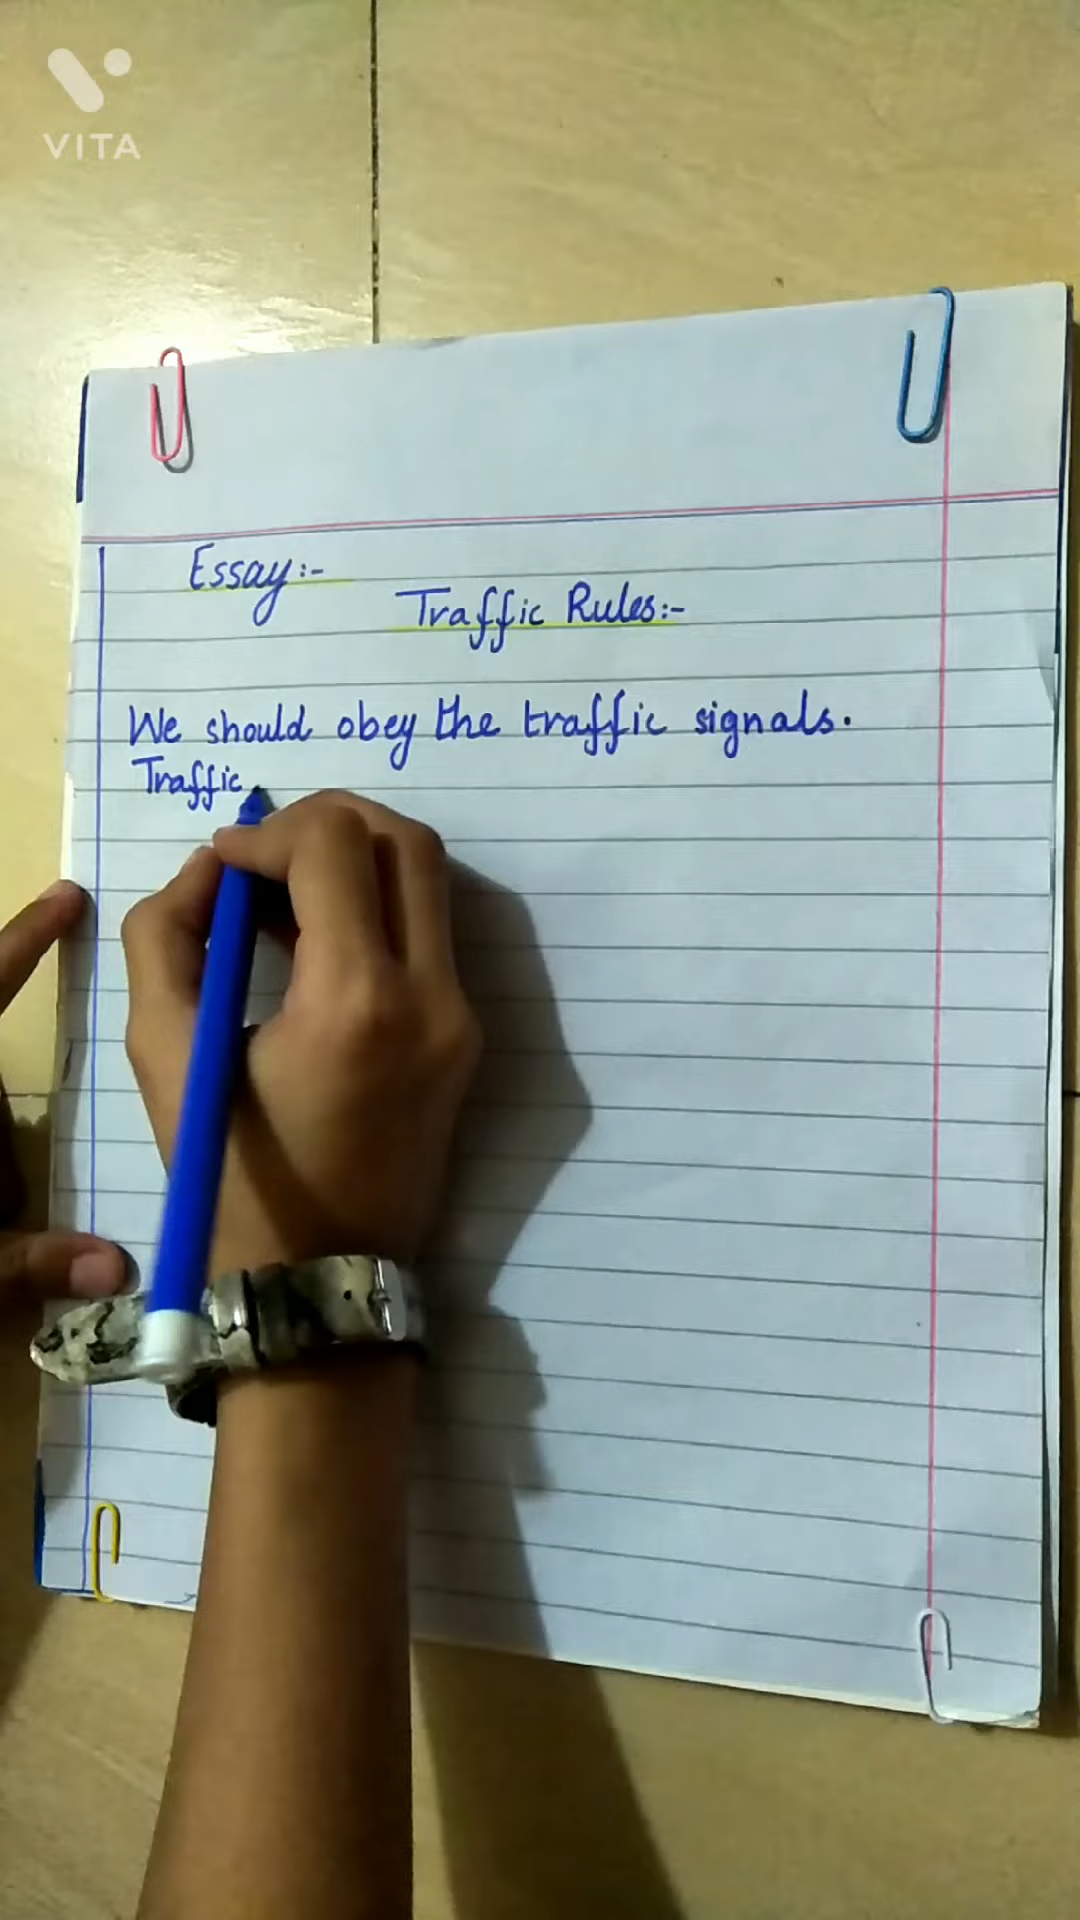 VITA
Essay:-
Traffic Rules:-
We should obey the traffic signals.
Traffic